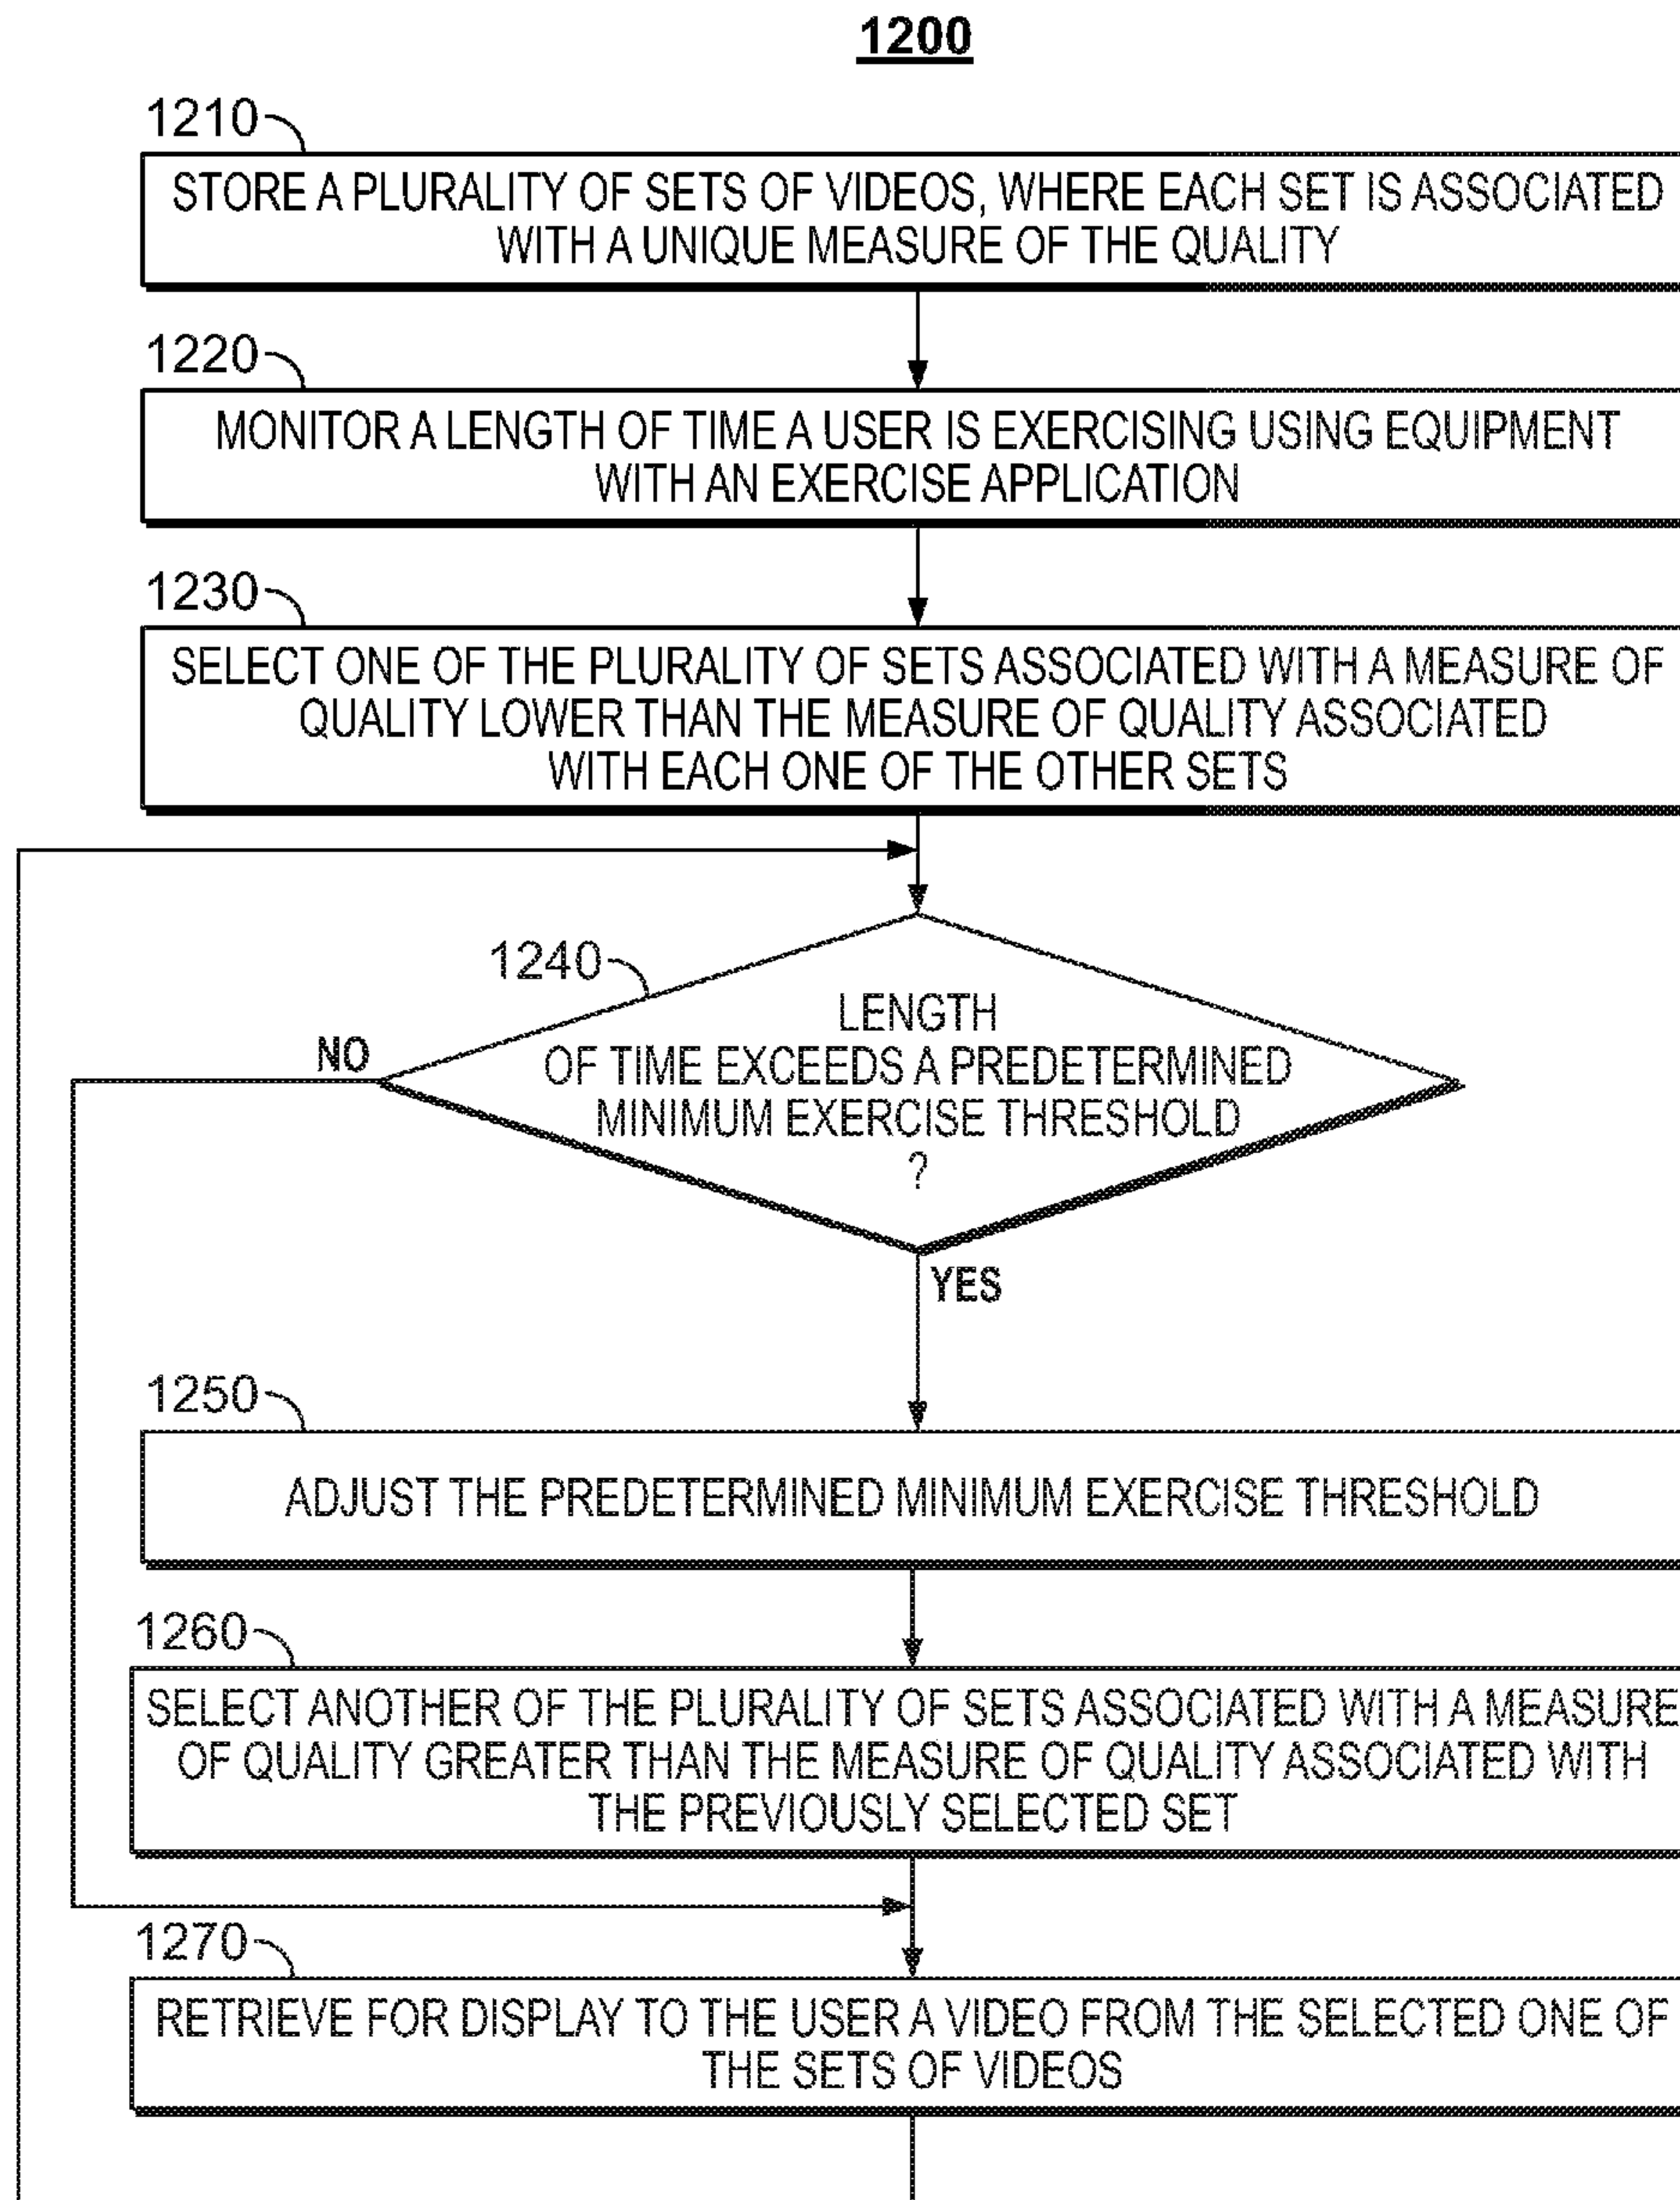 1200
1210
STORE A PLURALITY OF SETS OF VIDEOS, WHERE EACH SET IS ASSOCIATED
WITH A UNIQUE MEASURE OF THE QUALITY
1220
MONITOR A LENGTH OF TIME A USER IS EXERCISING USING EQUIPMENT
WITH AN EXERCISE APPLICATION
1230
SELECT ONE OF THE PLURALITY OF SETS ASSOCIATED WITH A MEASURE OF
QUALITY LOWER THAN THE MEASURE OF QUALITY ASSOCIATED
WITH EACH ONE OF THE OTHER SETS
1240
LENGTH
OF TIME EXCEEDS A PREDETERMINED
MINIMUM EXERCISE THRESHOLD
?
NO
YES
1250
ADJUST THE PREDETERMINED MINIMUM EXERCISE THRESHOLD
1260
SELECT ANOTHER OF THE PLURALITY OF SETS ASSOCIATED WITH A MEASURE
OF QUALITY GREATER THAN THE MEASURE OF QUALITY ASSOCIATED WITH
THE PREVIOUSLY SELECTED SET
1270
RETRIEVE FOR DISPLAY TO THE USER A VIDEO FROM THE SELECTED ONE OF
THE SETS OF VIDEOS